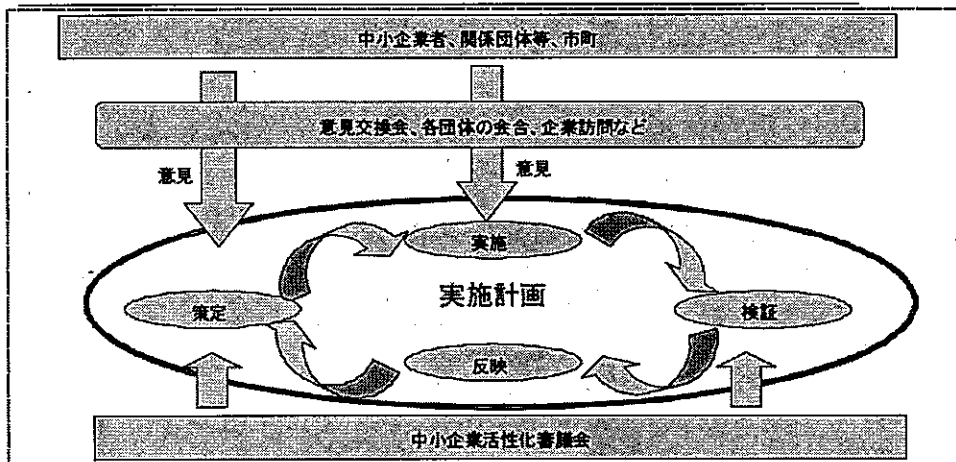 中小企業者、関係団体等、市町
意見交換会、各団体の会合、企業訪問など
意見
意見
実施
実施計画
策定
検証
反映
中小企業活性化審議会